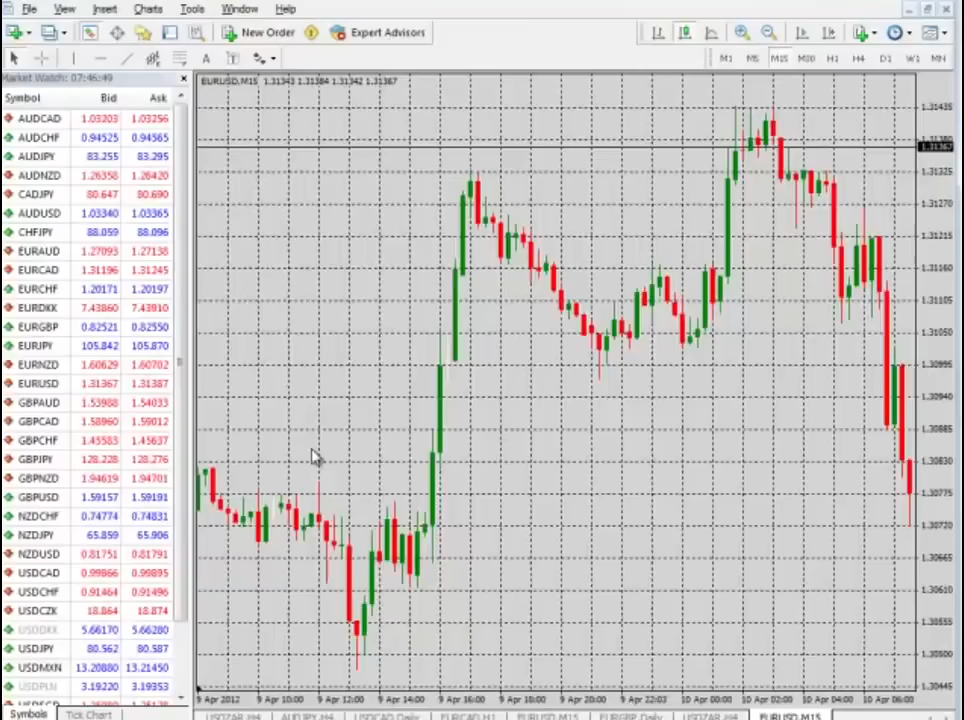 File View Insert Charts Tools Window Help
New Order Expert Advisors
A T M1 M5 M15 M30 H1 H4 D1 W1 MN
Market Watch: 07:46:49
Symbol Bid Ask
AUDCAD 1.03203 1.03256
AUDCHF 0.94525 0.94565
AUDJPY 83.255 83.295
AUDNZD 1.26358 1.26420
CADJPY 80.647 80.690
AUDUSD 1.03340 1.03365
CHFJPY 88.059 88.096
EURAUD 1.27093 1.27138
EURCAD 1.31196 1.31245
EURCHF 1.20171 1.20197
EURDKK 7.43860 7.43910
EURGBP 0.82521 0.82550
EURJPY 105.842 105.870
EURNZD 1.60629 1.60702
EURUSD 1.31367 1.31387
GBPAUD 1.53988 1.54033
GBPCAD 1.58960 1.59012
GBPCHF 1.45583 1.45637
GBPJPY 128.228 128.276
GBPNZD 1.94619 1.94701
GBPUSD 1.59157 1.59191
NZDCHF 0.74774 0.74831
NZDJPY 65.859 65.906
NZDUSD 0.81751 0.81791
USDCAD 0.99866 0.99895
USDCHF 0.91464 0.91496
USDCZK 18.864 18.874
USDDKK 5.66170 5.66280
USDJPY 80.562 80.587
USDMXN 13.20880 13.21450
USDPLN 3.19220 3.19353
Symbols Tick Chart
EURUSD,M15 1.31343 1.31384 1.31342 1.31367
1.31435
1.31380
1.31367
1.31325
1.31270
1.31215
1.31160
1.31105
1.31050
1.30995
1.30940
1.30885
1.30830
1.30775
1.30720
1.30665
1.30610
1.30555
1.30500
1.30445
9 Apr 2012 9 Apr 10:00 9 Apr 12:00 9 Apr 14:00 9 Apr 16:00 9 Apr 18:00 9 Apr 20:00 9 Apr 22:03 10 Apr 00:00 10 Apr 02:00 10 Apr 04:00 10 Apr 06:00
USDZAR,H4 AUDJPY,H4 USDCAD,Daily EURCAD,H1 EURUSD,M15 EURGBP,Daily USDZAR,H4 EURUSD,M15